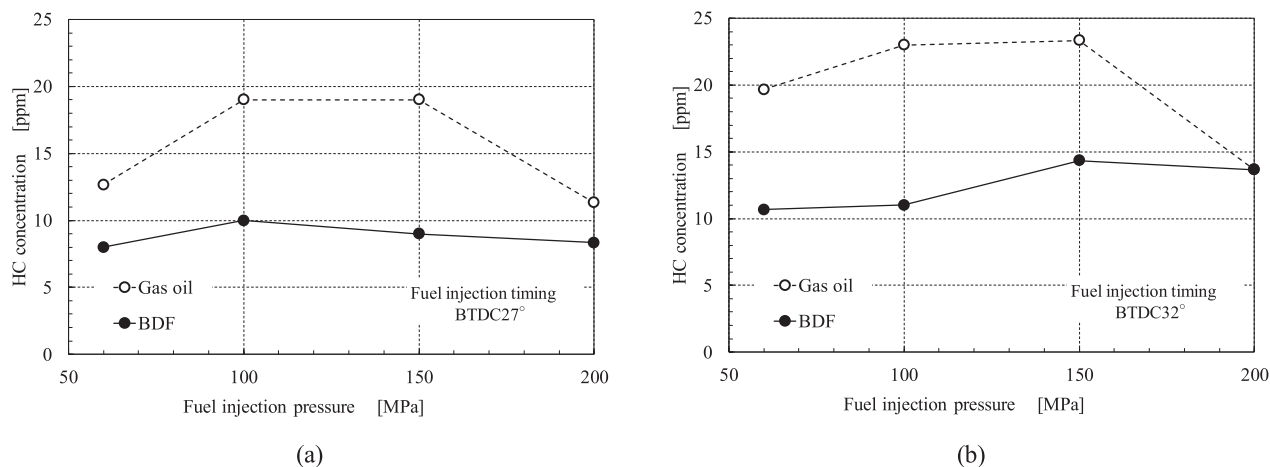 HC concentration [ppm]
25
20
15
10
5
0
Gas oil
BDF
Fuel injection timing
BTDC27°
50 100 150 200
Fuel injection pressure [MPa]
(a)
HC concentration [ppm]
25
20
15
10
5
0
Gas oil
BDF
Fuel injection timing
BTDC32°
50 100 150 200
Fuel injection pressure [MPa]
(b)